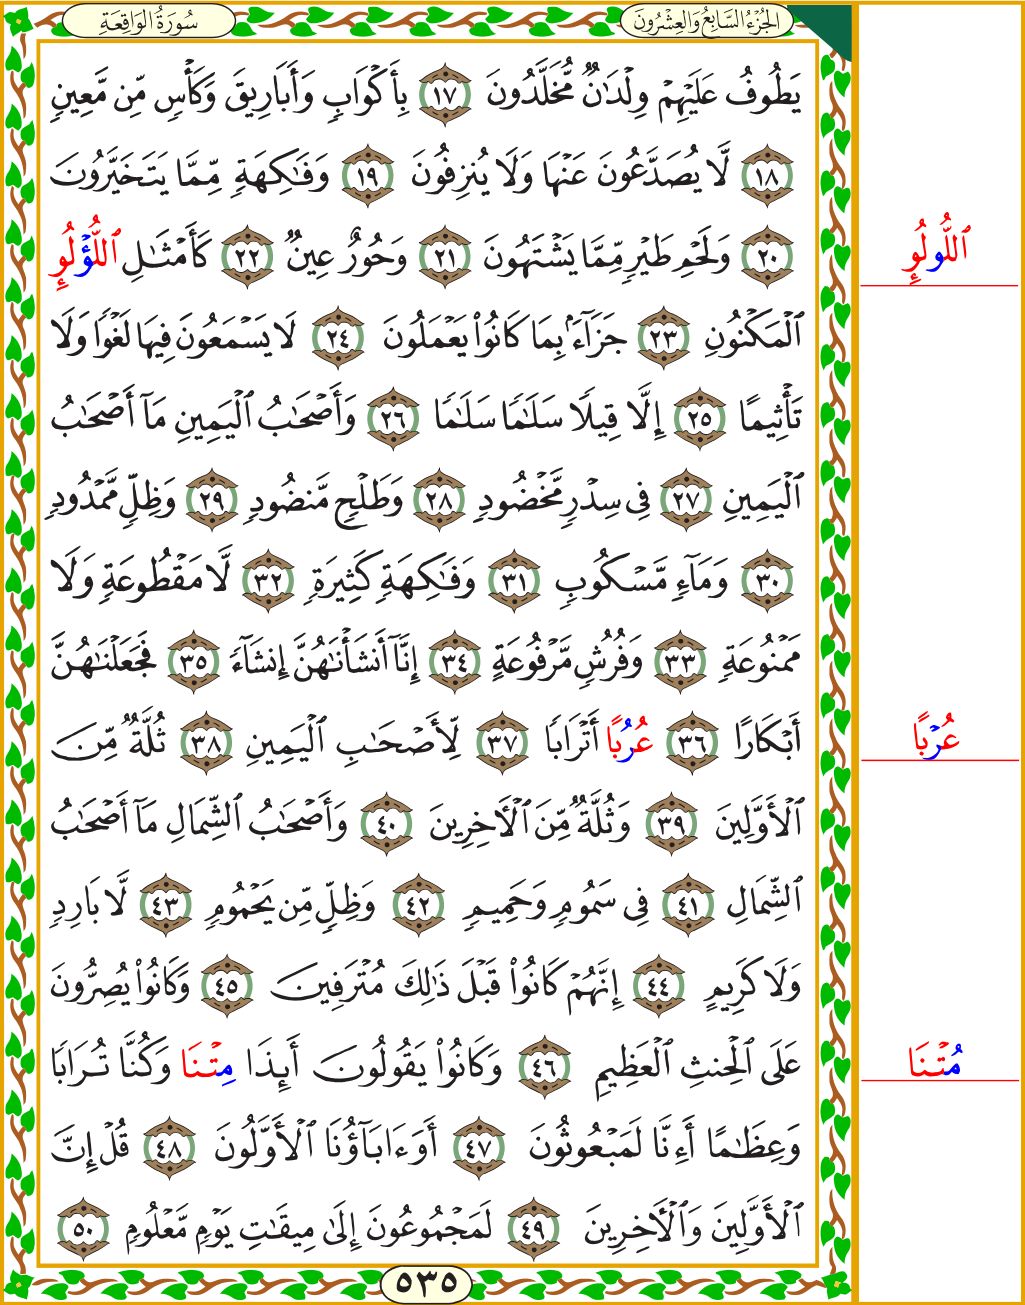 سُورَةُ الوَاقِعَةِ
الجُزْءُ السَّابِعُ وَالعِشْرُونَ
يَطُوفُ عَلَيْهِمْ وِلْدَٰنٌ مُّخَلَّدُونَ ١٧ بِأَكْوَابٍ وَأَبَارِيقَ وَكَأْسٍ مِّن مَّعِينٍ
١٨ لَّا يُصَدَّعُونَ عَنْهَا وَلَا يُنزِفُونَ ١٩ وَفَٰكِهَةٍ مِّمَّا يَتَخَيَّرُونَ
٢٠ وَلَحْمِ طَيْرٍ مِّمَّا يَشْتَهُونَ ٢١ وَحُورٌ عِينٌ ٢٢ كَأَمْثَٰلِ ٱللُّؤْلُؤِ
ٱلْمَكْنُونِ ٢٣ جَزَآءًۢ بِمَا كَانُوا۟ يَعْمَلُونَ ٢٤ لَا يَسْمَعُونَ فِيهَا لَغْوًا وَلَا
تَأْثِيمًا ٢٥ إِلَّا قِيلًا سَلَٰمًا سَلَٰمًا ٢٦ وَأَصْحَٰبُ ٱلْيَمِينِ مَآ أَصْحَٰبُ
ٱلْيَمِينِ ٢٧ فِى سِدْرٍ مَّخْضُودٍ ٢٨ وَطَلْحٍ مَّنضُودٍ ٢٩ وَظِلٍّ مَّمْدُودٍ
٣٠ وَمَآءٍ مَّسْكُوبٍ ٣١ وَفَٰكِهَةٍ كَثِيرَةٍ ٣٢ لَّا مَقْطُوعَةٍ وَلَا
مَمْنُوعَةٍ ٣٣ وَفُرُشٍ مَّرْفُوعَةٍ ٣٤ إِنَّآ أَنشَأْنَٰهُنَّ إِنشَآءً ٣٥ فَجَعَلْنَٰهُنَّ
أَبْكَارًا ٣٦ عُرُبًا أَتْرَابًا ٣٧ لِّأَصْحَٰبِ ٱلْيَمِينِ ٣٨ ثُلَّةٌ مِّنَ
ٱلْأَوَّلِينَ ٣٩ وَثُلَّةٌ مِّنَ ٱلْـَٔاخِرِينَ ٤٠ وَأَصْحَٰبُ ٱلشِّمَالِ مَآ أَصْحَٰبُ
ٱلشِّمَالِ ٤١ فِى سَمُومٍ وَحَمِيمٍ ٤٢ وَظِلٍّ مِّن يَحْمُومٍ ٤٣ لَّا بَارِدٍ
وَلَا كَرِيمٍ ٤٤ إِنَّهُمْ كَانُوا۟ قَبْلَ ذَٰلِكَ مُتْرَفِينَ ٤٥ وَكَانُوا۟ يُصِرُّونَ
عَلَى ٱلْحِنثِ ٱلْعَظِيمِ ٤٦ وَكَانُوا۟ يَقُولُونَ أَئِذَا مِتْنَا وَكُنَّا تُرَابًا
وَعِظَٰمًا أَءِنَّا لَمَبْعُوثُونَ ٤٧ أَوَءَابَآؤُنَا ٱلْأَوَّلُونَ ٤٨ قُلْ إِنَّ
ٱلْأَوَّلِينَ وَٱلْـَٔاخِرِينَ ٤٩ لَمَجْمُوعُونَ إِلَىٰ مِيقَٰتِ يَوْمٍ مَّعْلُومٍ ٥٠
ٱللُّولُؤِ
عُرْبًا
مُتْنَا
٥٣٥